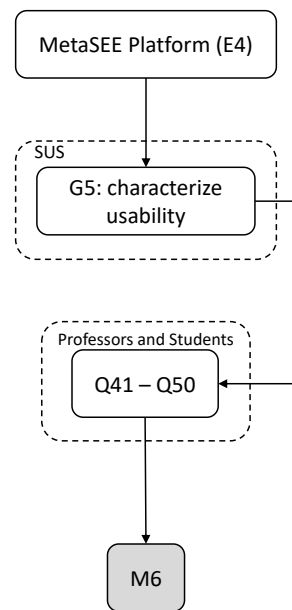 MetaSEE Platform (E4)
SUS
G5: characterize
usability
Professors and Students
Q41 – Q50
M6